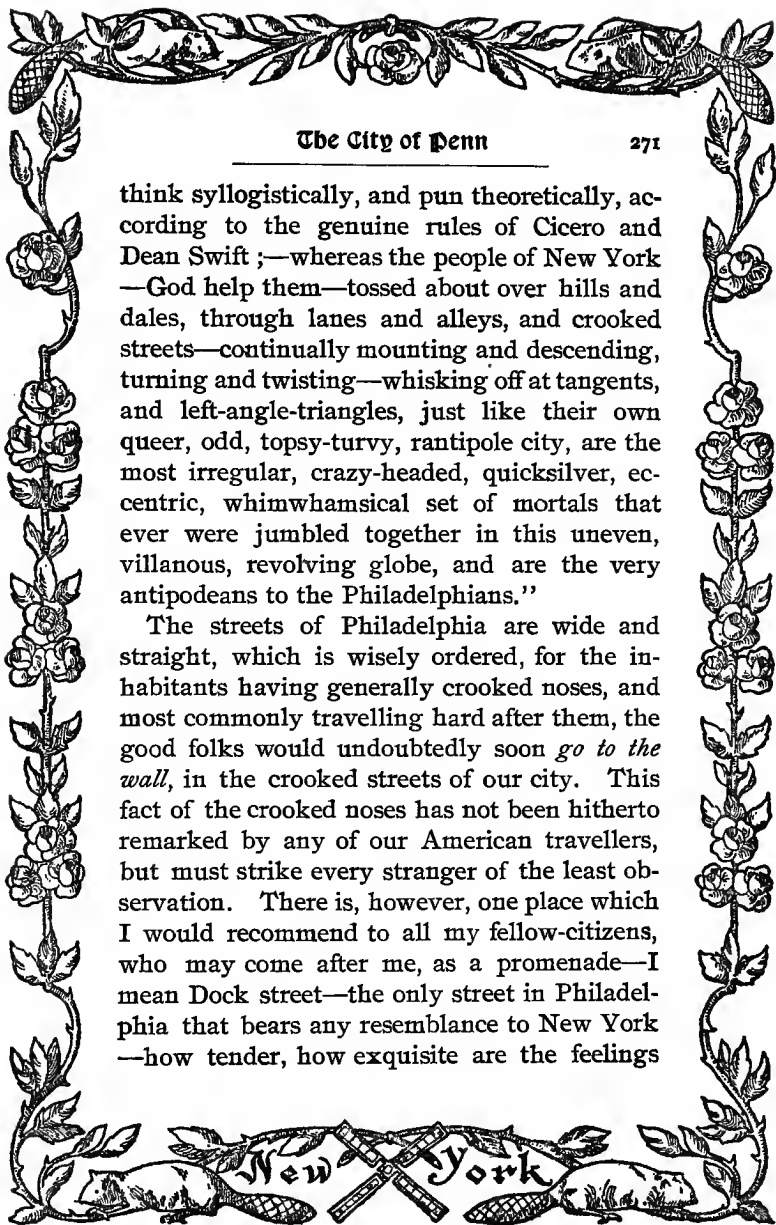 The City of Penn 271
think syllogistically, and pun theoretically, ac-
cording to the genuine rules of Cicero and
Dean Swift ;—whereas the people of New York
—God help them—tossed about over hills and
dales, through lanes and alleys, and crooked
streets—continually mounting and descending,
turning and twisting—whisking off at tangents,
and left-angle-triangles, just like their own
queer, odd, topsy-turvy, rantipole city, are the
most irregular, crazy-headed, quicksilver, ec-
centric, whimwhamsical set of mortals that
ever were jumbled together in this uneven,
villanous, revolving globe, and are the very
antipodeans to the Philadelphians."
The streets of Philadelphia are wide and
straight, which is wisely ordered, for the in-
habitants having generally crooked noses, and
most commonly travelling hard after them, the
good folks would undoubtedly soon go to the
wall, in the crooked streets of our city. This
fact of the crooked noses has not been hitherto
remarked by any of our American travellers,
but must strike every stranger of the least ob-
servation. There is, however, one place which
I would recommend to all my fellow-citizens,
who may come after me, as a promenade—I
mean Dock street—the only street in Philadel-
phia that bears any resemblance to New York
—how tender, how exquisite are the feelings
New York